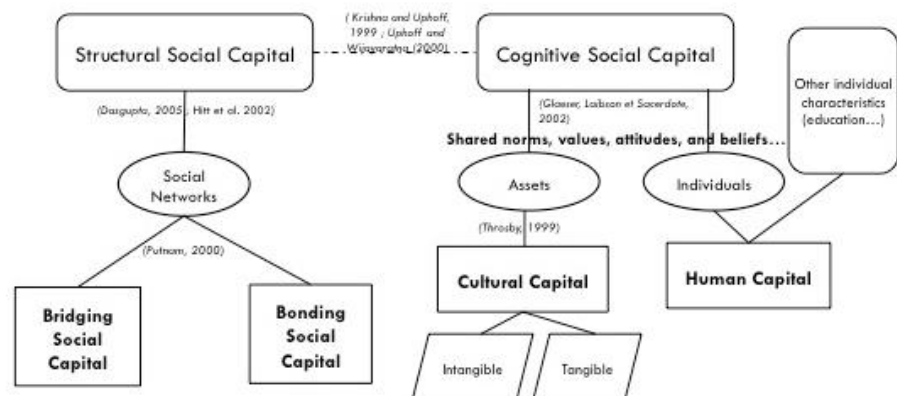 ( Krishna and Uphoff,
1999 ; Uphoff and
Wijayaratna (2000)
Structural Social Capital
Cognitive Social Capital
Other individual
characteristics
(education...)
(Dasgupta, 2005 ; Hitt et al. 2002)
(Glaeser, Laibson et Sacerdote,
2002)
Shared norms, values, attitudes, and beliefs...
Social
Networks
Assets
Individuals
(Putnam, 2000)
(Throsby, 1999)
Cultural Capital
Human Capital
Bridging
Social
Capital
Bonding
Social
Capital
Intangible
Tangible